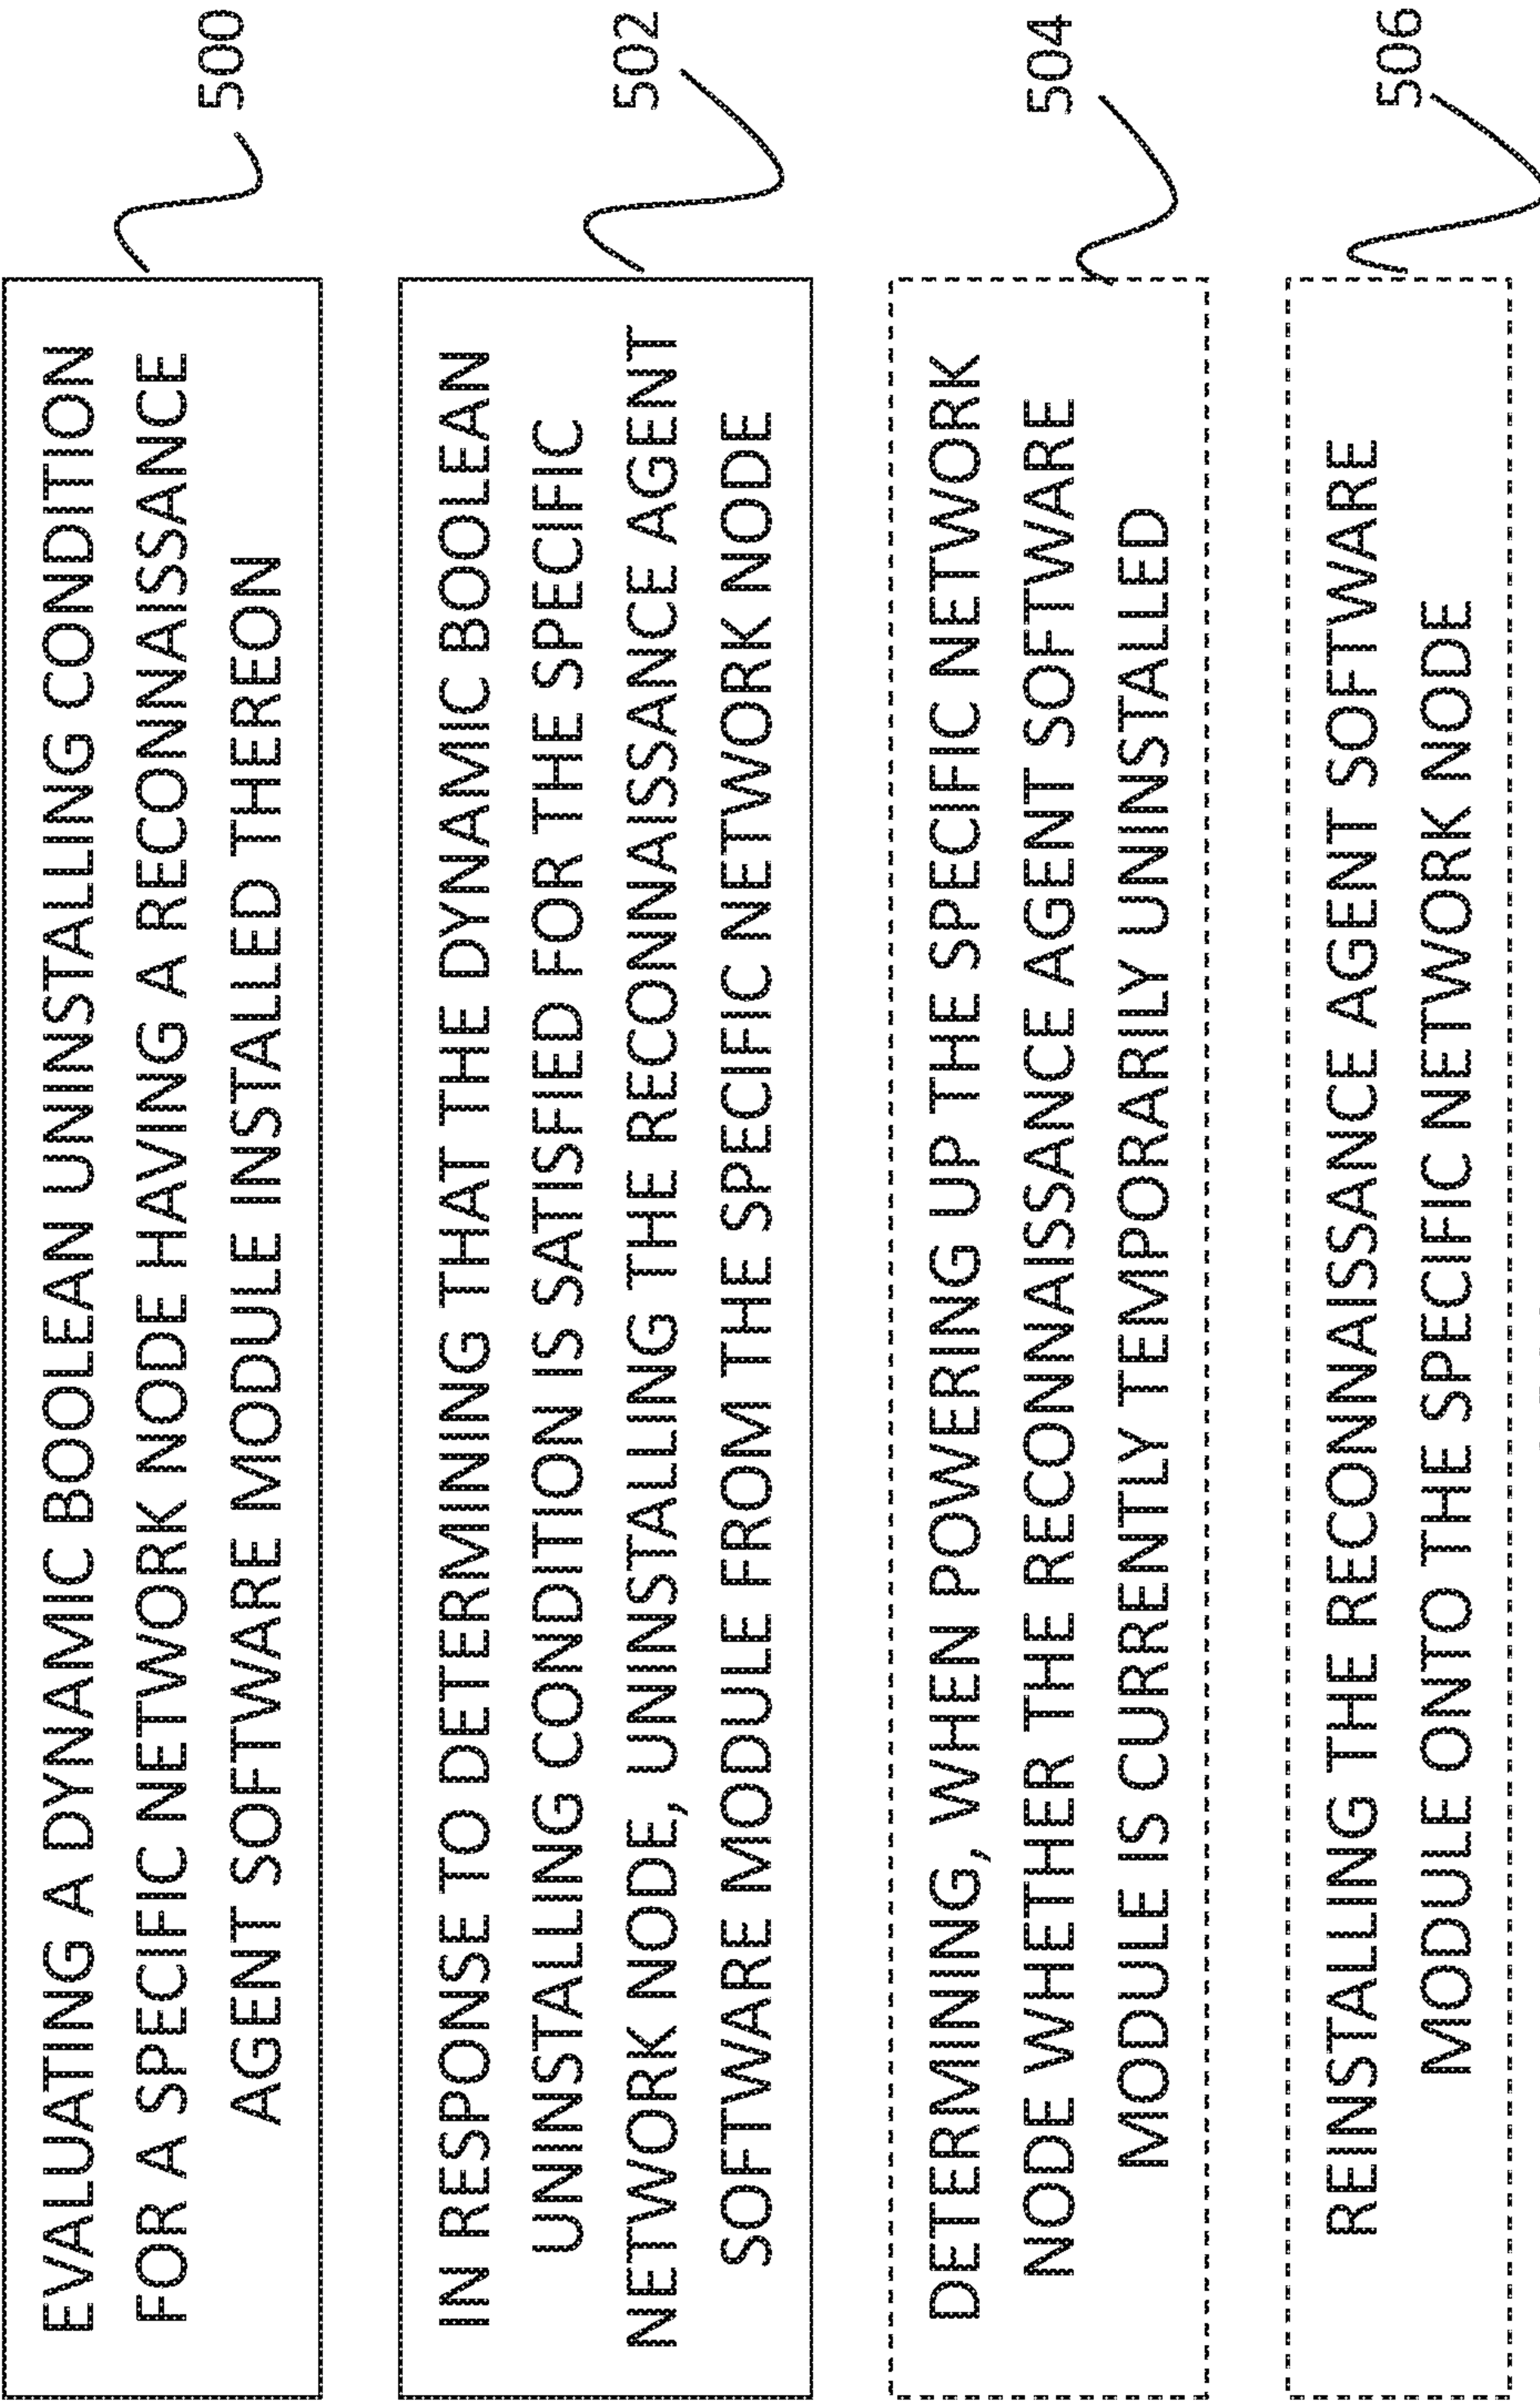 EVALUATING A DYNAMIC BOOLEAN UNINSTALLING CONDITION
FOR A SPECIFIC NETWORK NODE HAVING A RECONNAISSANCE
AGENT SOFTWARE MODULE INSTALLED THEREON
500
IN RESPONSE TO DETERMINING THAT THE DYNAMIC BOOLEAN
UNINSTALLING CONDITION IS SATISFIED FOR THE SPECIFIC
NETWORK NODE, UNINSTALLING THE RECONNAISSANCE AGENT
SOFTWARE MODULE FROM THE SPECIFIC NETWORK NODE
502
DETERMINING, WHEN POWERING UP THE SPECIFIC NETWORK
NODE WHETHER THE RECONNAISSANCE AGENT SOFTWARE
MODULE IS CURRENTLY TEMPORARILY UNINSTALLED
504
REINSTALLING THE RECONNAISSANCE AGENT SOFTWARE
MODULE ONTO THE SPECIFIC NETWORK NODE
506